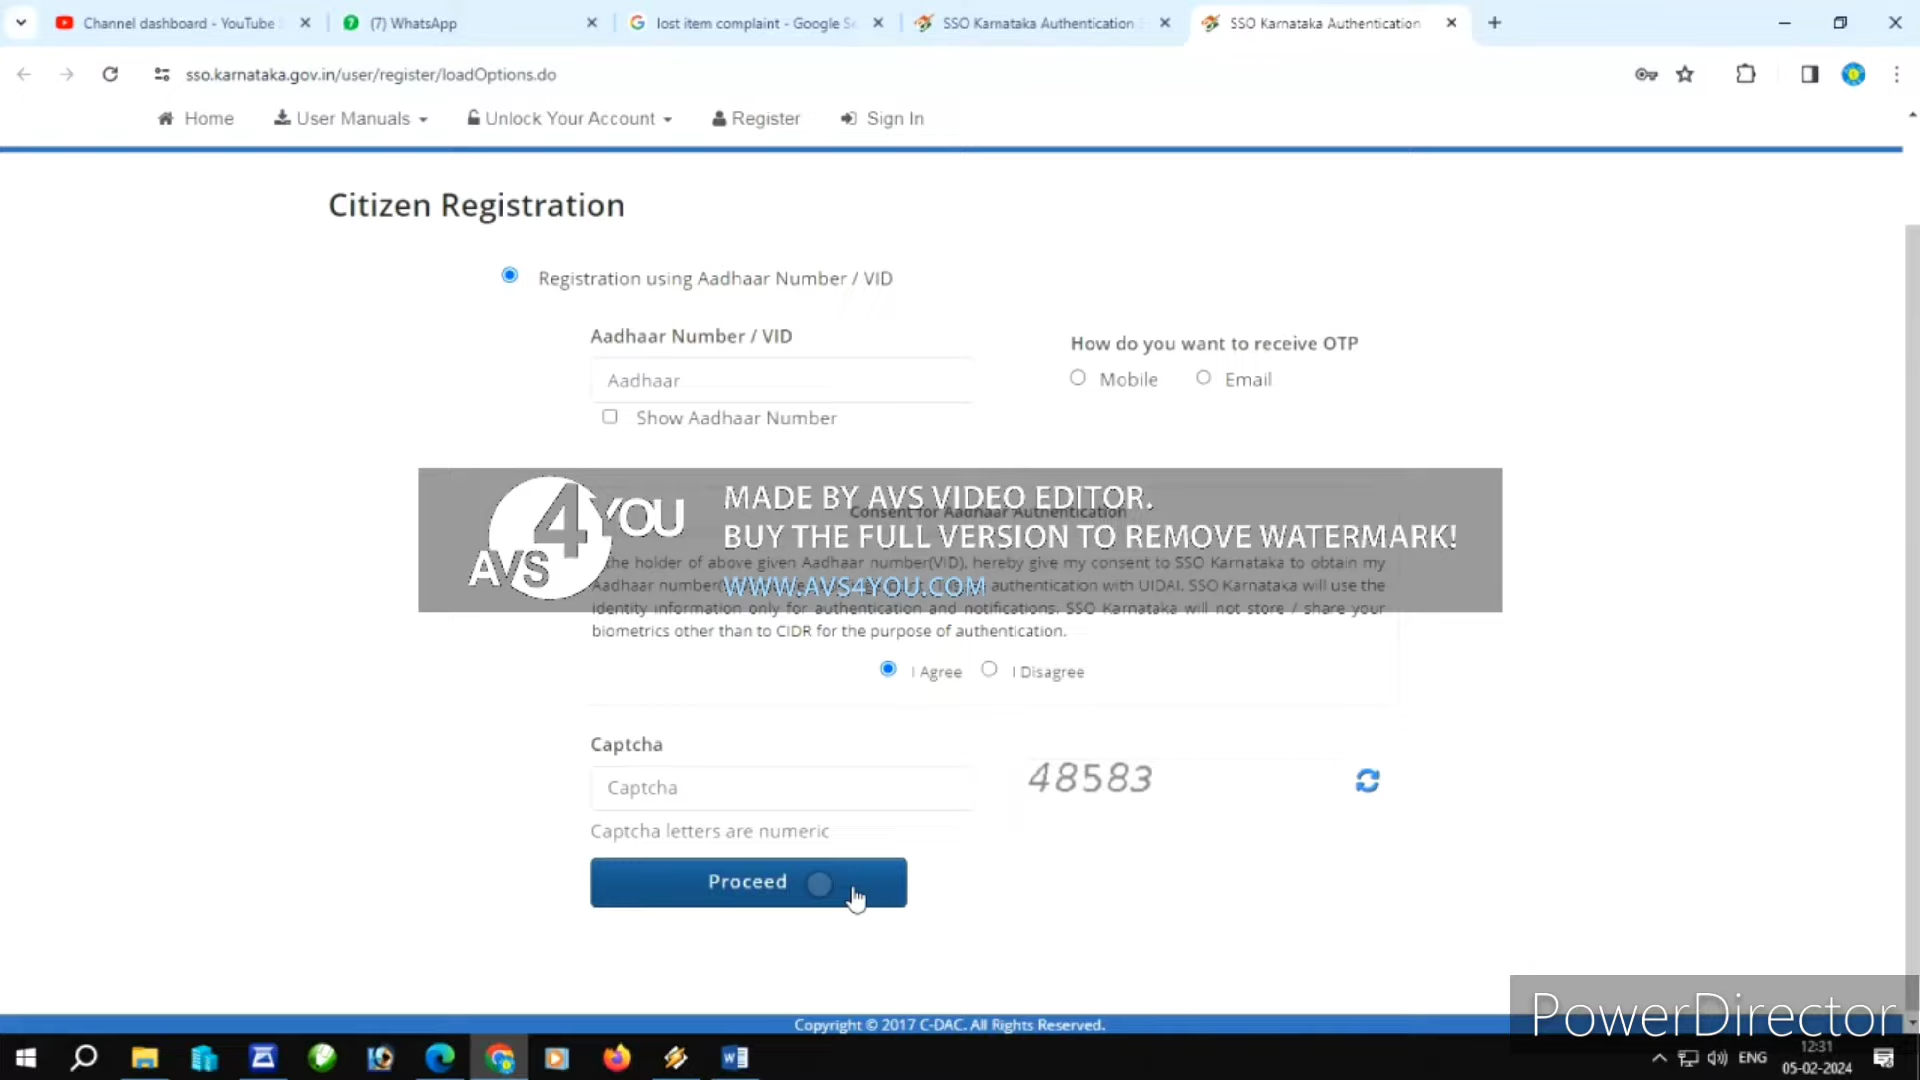 Channel dashboard - YouTube
(7) WhatsApp
lost item complaint - Google Se
SSO Karnataka Authentication S
SSO Karnataka Authentication
sso.karnataka.gov.in/user/register/loadOptions.do
Home User Manuals Unlock Your Account Register Sign In
Citizen Registration
Registration using Aadhaar Number / VID
Aadhaar Number / VID
How do you want to receive OTP
Aadhaar
Mobile Email
Show Aadhaar Number
AVS4YOU
MADE BY AVS VIDEO EDITOR.
Consent for Aadhaar Authentication
BUY THE FULL VERSION TO REMOVE WATERMARK!
the holder of above given Aadhaar number(VID), hereby give my consent to SSO Karnataka to obtain my
Aadhaar number( authentication with UIDAI. SSO Karnataka will use the
WWW.AVS4YOU.COM
identity information only for authentication and notifications. SSO Karnataka will not store / share your
biometrics other than to CIDR for the purpose of authentication.
I Agree I Disagree
Captcha
Captcha
48583
Captcha letters are numeric
Proceed
PowerDirector
Copyright © 2017 C-DAC. All Rights Reserved.
ENG
12:31
05-02-2024